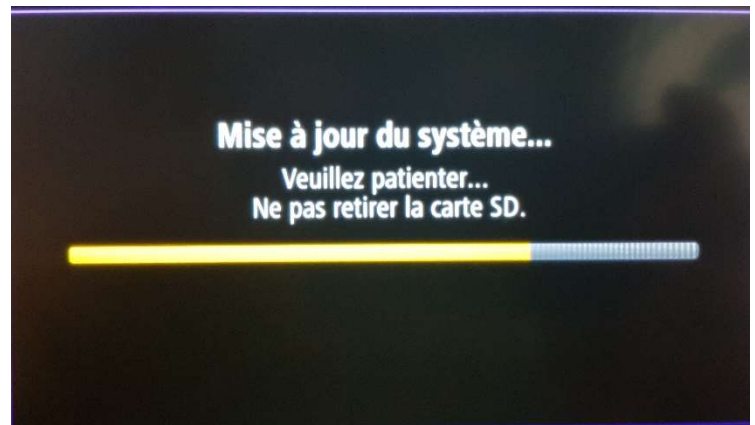 Mise à jour du système...
Veuillez patienter...
Ne pas retirer la carte SD.